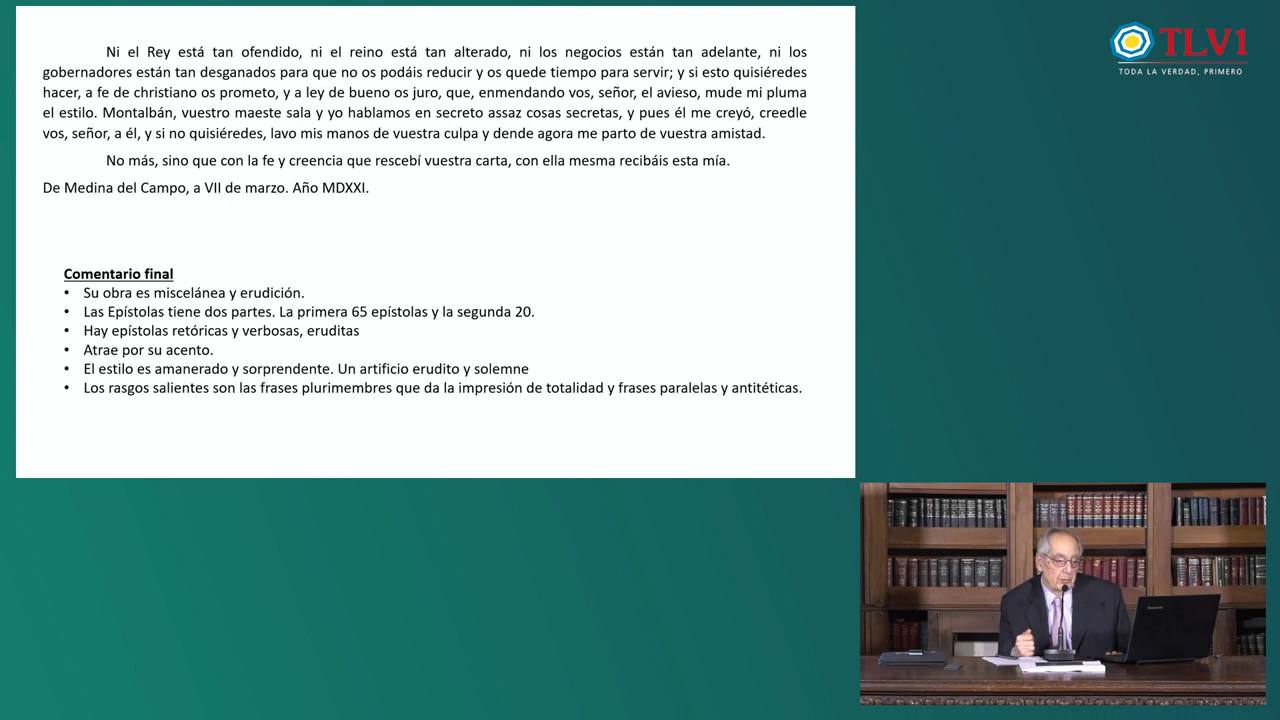 Ni el Rey está tan ofendido, ni el reino está tan alterado, ni los negocios están tan adelante, ni los
gobernadores están tan desganados para que no os podáis reducir y os quede tiempo para servir; y si esto quisiéredes
hacer, a fe de christiano os prometo, y a ley de bueno os juro, que, enmendando vos, señor, el avieso, mude mi pluma
el estilo. Montalbán, vuestro maeste sala y yo hablamos en secreto assaz cosas secretas, y pues él me creyó, creedle
vos, señor, a él, y si no quisiéredes, lavo mis manos de vuestra culpa y dende agora me parto de vuestra amistad.
No más, sino que con la fe y creencia que rescebí vuestra carta, con ella mesma recibáis esta mía.
De Medina del Campo, a VII de marzo. Año MDXXI.
Comentario final
• Su obra es miscelánea y erudición.
• Las Epístolas tiene dos partes. La primera 65 epístolas y la segunda 20.
• Hay epístolas retóricas y verbosas, eruditas
• Atrae por su acento.
• El estilo es amanerado y sorprendente. Un artificio erudito y solemne
• Los rasgos salientes son las frases plurimembres que da la impresión de totalidad y frases paralelas y antitéticas.
TLV1
TODA LA VERDAD, PRIMERO